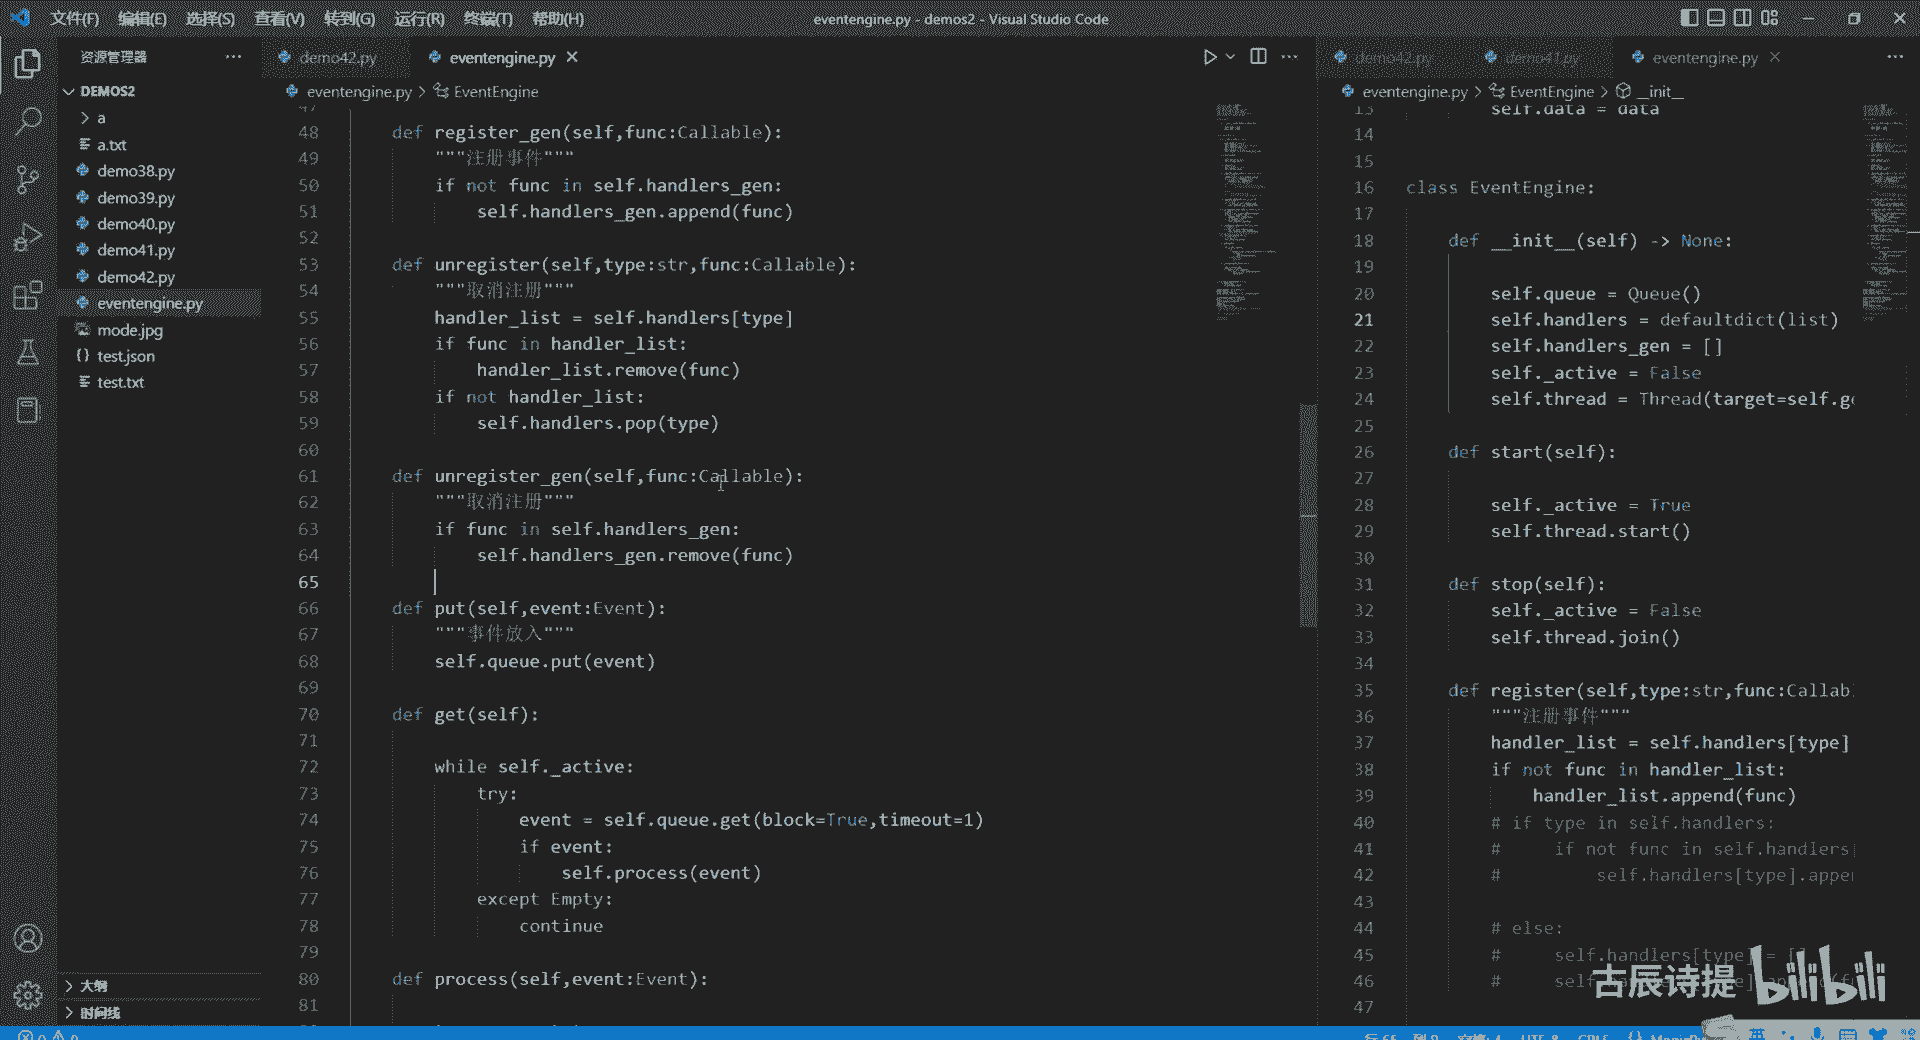 文件(F) 编辑(E) 选择(S) 查看(V) 转到(G) 运行(R) 终端(T) 帮助(H)
eventengine.py - demos2 - Visual Studio Code
资源管理器
DEMOS2
a
a.txt
demo38.py
demo39.py
demo40.py
demo41.py
demo42.py
eventengine.py
mode.jpg
{} test.json
test.txt
大纲
时间线
demo42.py
eventengine.py
eventengine.py > EventEngine
47
48 def register_gen(self,func:Callable):
49 """注册事件"""
50 if not func in self.handlers_gen:
51 self.handlers_gen.append(func)
52
53 def unregister(self,type:str,func:Callable):
54 """取消注册"""
55 handler_list = self.handlers[type]
56 if func in handler_list:
57 handler_list.remove(func)
58 if not handler_list:
59 self.handlers.pop(type)
60
61 def unregister_gen(self,func:Callable):
62 """取消注册"""
63 if func in self.handlers_gen:
64 self.handlers_gen.remove(func)
65
66 def put(self,event:Event):
67 """事件放入"""
68 self.queue.put(event)
69
70 def get(self):
71
72 while self._active:
73 try:
74 event = self.queue.get(block=True,timeout=1)
75 if event:
76 self.process(event)
77 except Empty:
78 continue
79
80 def process(self,event:Event):
81
demo42.py
demo41.py
eventengine.py
eventengine.py > EventEngine > __init__
13 self.data = data
14
15
16 class EventEngine:
17
18 def __init__(self) -> None:
19
20 self.queue = Queue()
21 self.handlers = defaultdict(list)
22 self.handlers_gen = []
23 self._active = False
24 self.thread = Thread(target=self.ge
25
26 def start(self):
27
28 self._active = True
29 self.thread.start()
30
31 def stop(self):
32 self._active = False
33 self.thread.join()
34
35 def register(self,type:str,func:Callab
36 """注册事件"""
37 handler_list = self.handlers[type]
38 if not func in handler_list:
39 handler_list.append(func)
40 # if type in self.handlers:
41 # if not func in self.handlers[
42 # self.handlers[type].appen
43
44 # else:
45 # self.handlers[type] = []
46 #
47
古辰诗提 bilibili
英